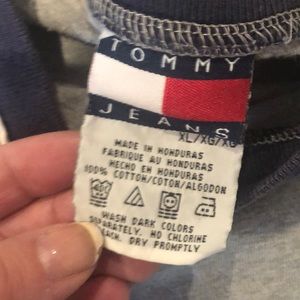 TOMMY
JEANS
XL/XG/XG
MADE IN HONDURAS
FABRIQUE AU HONDURAS
HECHO EN HONDURAS
100% COTTON/COTON/ALGODON
WASH DARK COLORS
SEPARATELY. NO CHLORINE
BLEACH. DRY PROMPTLY